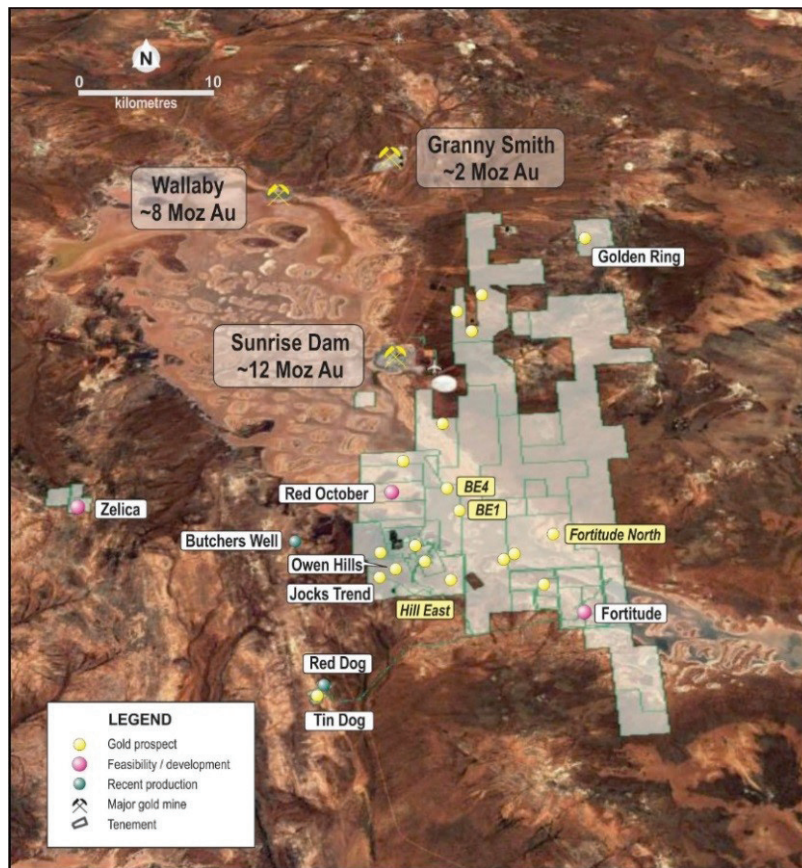 N
0 10
kilometres
Granny Smith
~2 Moz Au
Wallaby
~8 Moz Au
Golden Ring
Sunrise Dam
~12 Moz Au
Red October
BE4
Zelica
BE1
Butchers Well
Fortitude North
Owen Hills
Jocks Trend
Hill East
Fortitude
Red Dog
Tin Dog
LEGEND
Gold prospect
Feasibility / development
Recent production
Major gold mine
Tenement